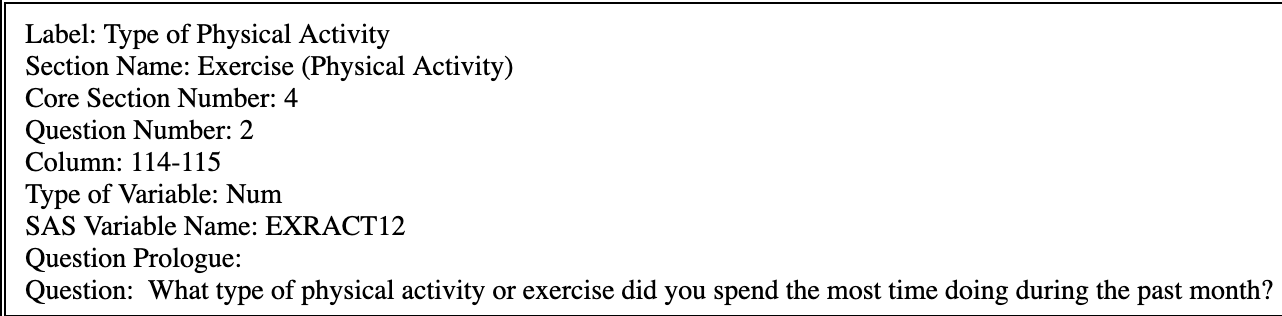 Label: Type of Physical Activity
Section Name: Exercise (Physical Activity)
Core Section Number: 4
Question Number: 2
Column: 114-115
Type of Variable: Num
SAS Variable Name: EXRACT12
Question Prologue:
Question:  What type of physical activity or exercise did you spend the most time doing during the past month?